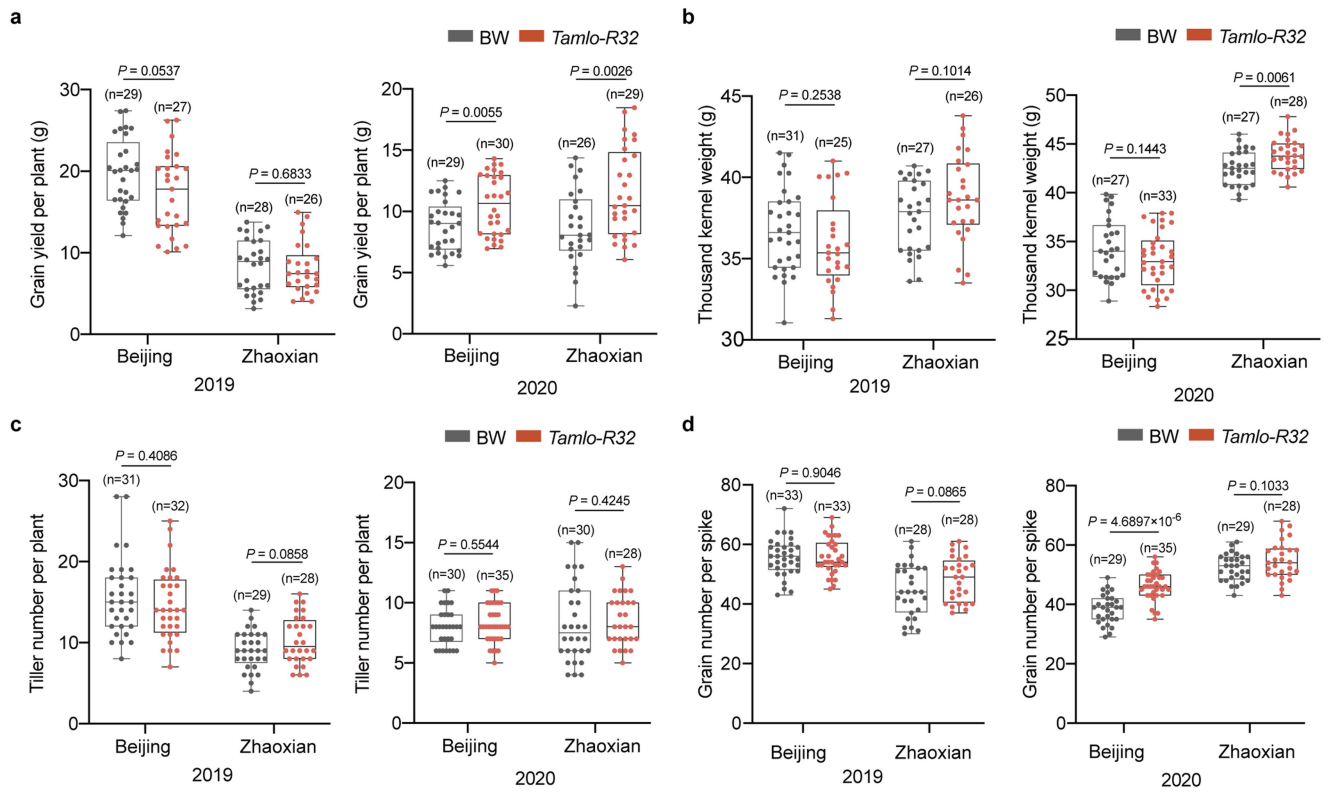 a
BW Tamlo-R32
Grain yield per plant (g)
30
20
10
0
P = 0.0537
(n=29)
(n=27)
P = 0.6833
(n=28)
(n=26)
Beijing
Zhaoxian
2019
Grain yield per plant (g)
20
15
10
5
0
P = 0.0055
(n=29)
(n=30)
P = 0.0026
(n=26)
(n=29)
Beijing
Zhaoxian
2020
b
BW Tamlo-R32
Thousand kernel weight (g)
45
40
35
30
P = 0.2538
(n=31)
(n=25)
P = 0.1014
(n=27)
(n=26)
Beijing
Zhaoxian
2019
Thousand kernel weight (g)
50
45
40
35
30
25
P = 0.1443
(n=27)
(n=33)
P = 0.0061
(n=27)
(n=28)
Beijing
Zhaoxian
2020
c
BW Tamlo-R32
Tiller number per plant
30
20
10
0
P = 0.4086
(n=31)
(n=32)
P = 0.0858
(n=29)
(n=28)
Beijing
Zhaoxian
2019
Tiller number per plant
20
15
10
5
0
P = 0.5544
(n=30)
(n=35)
P = 0.4245
(n=30)
(n=28)
Beijing
Zhaoxian
2020
d
BW Tamlo-R32
Grain number per spike
80
60
40
20
0
P = 0.9046
(n=33)
(n=33)
P = 0.0865
(n=28)
(n=28)
Beijing
Zhaoxian
2019
Grain number per spike
80
60
40
20
0
P = 4.6897×10⁻⁶
(n=29)
(n=35)
P = 0.1033
(n=29)
(n=28)
Beijing
Zhaoxian
2020